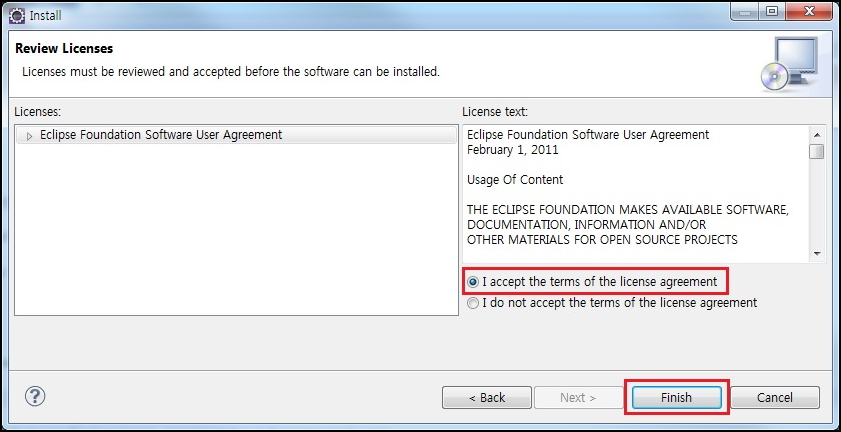 Install
Review Licenses
Licenses must be reviewed and accepted before the software can be installed.
Licenses:
Eclipse Foundation Software User Agreement
License text:
Eclipse Foundation Software User Agreement
February 1, 2011
Usage Of Content
THE ECLIPSE FOUNDATION MAKES AVAILABLE SOFTWARE,
DOCUMENTATION, INFORMATION AND/OR
OTHER MATERIALS FOR OPEN SOURCE PROJECTS
I accept the terms of the license agreement
I do not accept the terms of the license agreement
?
< Back
Next >
Finish
Cancel